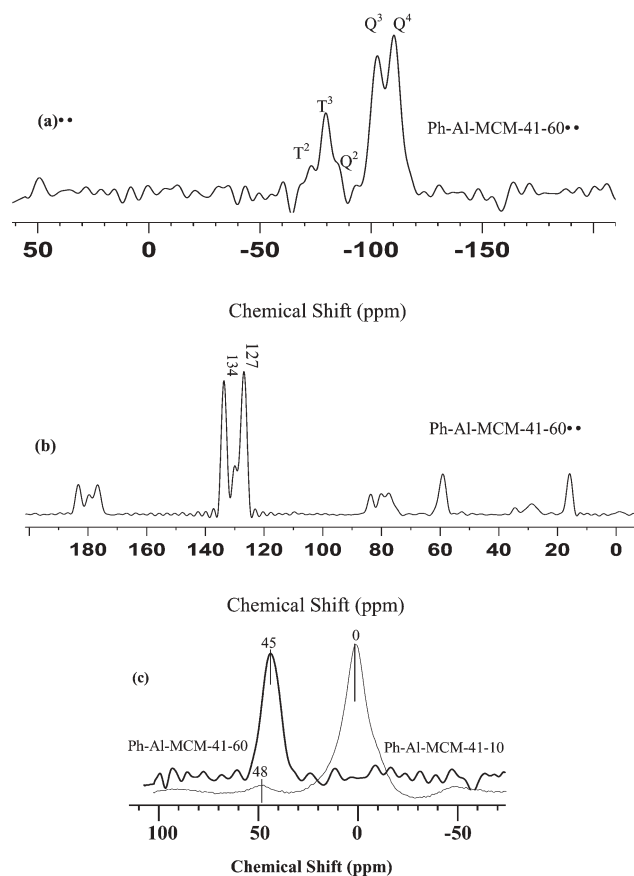 Q3 Q4
(a)••
T3
Ph-Al-MCM-41-60••
T2
Q2
50 0 -50 -100 -150
Chemical Shift (ppm)
134 127
(b)
Ph-Al-MCM-41-60••
180 160 140 120 100 80 60 40 20 0
Chemical Shift (ppm)
45 0
(c)
Ph-Al-MCM-41-60
Ph-Al-MCM-41-10
48
100 50 0 -50
Chemical Shift (ppm)